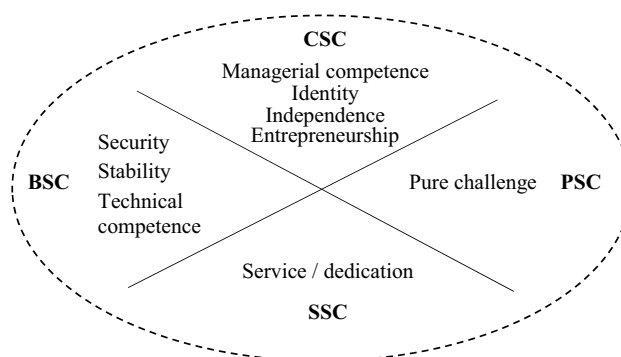 CSC
Managerial competence
Identity
Independence
Entrepreneurship
BSC
Security
Stability
Technical
competence
Pure challenge
PSC
Service / dedication
SSC